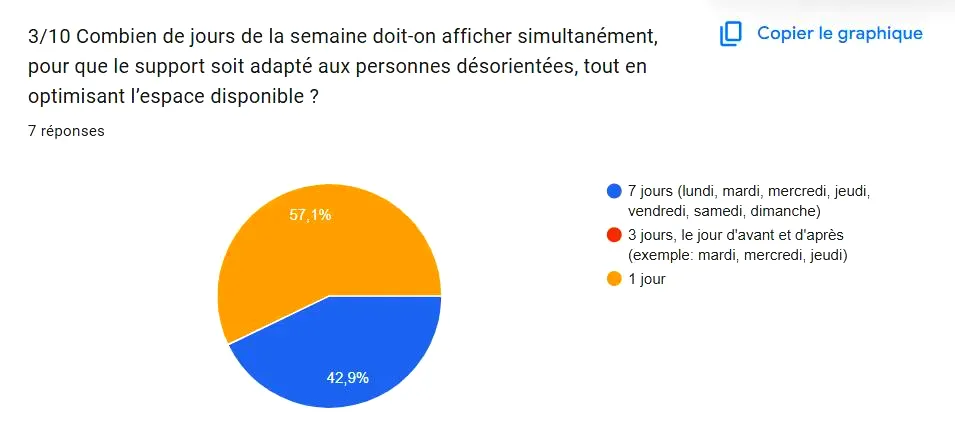 3/10 Combien de jours de la semaine doit-on afficher simultanément,
pour que le support soit adapté aux personnes désorientées, tout en
optimisant l’espace disponible ?
Copier le graphique
7 réponses
57,1%
42,9%
7 jours (lundi, mardi, mercredi, jeudi,
vendredi, samedi, dimanche)
3 jours, le jour d'avant et d'après
(exemple: mardi, mercredi, jeudi)
1 jour